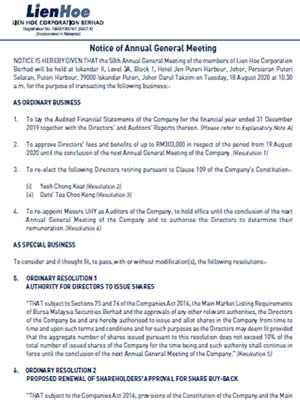 LienHoe
LIEN HOE CORPORATION BERHAD
(Incorporated in Malaysia)
Notice of Annual General Meeting
NOTICE IS HEREBY GIVEN THAT the 50th Annual General Meeting of the members of Lien Hoe Corporation
Berhad will be held at Iskandar II, Level 3A, Block 1, Hotel Jen Puteri Harbour, Johor, Persiaran Puteri
Selatan, Puteri Harbour, 79000 Iskandar Puteri, Johor Darul Takzim on Tuesday, 18 August 2020 at 10.30
a.m. for the purpose of transacting the following business:-
AS ORDINARY BUSINESS
1. To lay the Audited Financial Statements of the Company for the financial year ended 31 December
2019 together with the Directors' and Auditors' Reports thereon. (Please refer to Explanatory Note A)
2. To approve Directors' fees and benefits of up to RM303,000 in respect of the period from 19 August
2020 until the conclusion of the next Annual General Meeting of the Company. (Resolution 1)
3. To re-elect the following Directors retiring pursuant to Clause 109 of the Company's Constitution:-
(i) Yeoh Chong Keat (Resolution 2)
(ii) Dato' Tea Choo Keng (Resolution 3)
4. To re-appoint Messrs UHY as Auditors of the Company, to hold office until the conclusion of the next
Annual General Meeting of the Company and to authorise the Directors to determine their
remuneration. (Resolution 4)
AS SPECIAL BUSINESS
To consider and if thought fit, to pass, with or without modification(s), the following resolutions:-
5. ORDINARY RESOLUTION 1
AUTHORITY FOR DIRECTORS TO ISSUE SHARES
"THAT subject to Sections 75 and 76 of the Companies Act 2016, the Main Market Listing Requirements
of Bursa Malaysia Securities Berhad and the approvals of any other relevant authorities, the Directors
of the Company be and are hereby authorised to issue and allot shares in the Company from time to
time and upon such terms and conditions and for such purposes as the Directors may deem fit provided
that the aggregate number of shares issued pursuant to this resolution does not exceed 10% of the
total number of issued shares of the Company for the time being and such authority shall continue in
force until the conclusion of the next Annual General Meeting of the Company." (Resolution 5)
6. ORDINARY RESOLUTION 2
PROPOSED RENEWAL OF SHAREHOLDERS' APPROVAL FOR SHARE BUY-BACK
"THAT subject to the Companies Act 2016, provisions of the Constitution of the Company and the Main